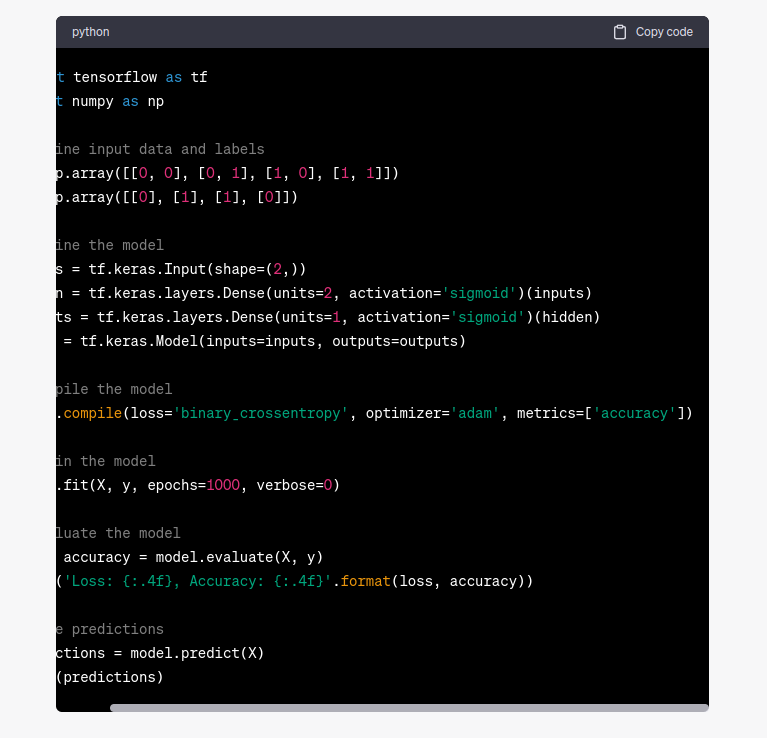 python
Copy code
t tensorflow as tf
t numpy as np
ine input data and labels
p.array([[0, 0], [0, 1], [1, 0], [1, 1]])
p.array([[0], [1], [1], [0]])
ine the model
s = tf.keras.Input(shape=(2,))
n = tf.keras.layers.Dense(units=2, activation='sigmoid')(inputs)
ts = tf.keras.layers.Dense(units=1, activation='sigmoid')(hidden)
= tf.keras.Model(inputs=inputs, outputs=outputs)
pile the model
.compile(loss='binary_crossentropy', optimizer='adam', metrics=['accuracy'])
in the model
.fit(X, y, epochs=1000, verbose=0)
luate the model
accuracy = model.evaluate(X, y)
('Loss: {:.4f}, Accuracy: {:.4f}'.format(loss, accuracy))
e predictions
ctions = model.predict(X)
(predictions)